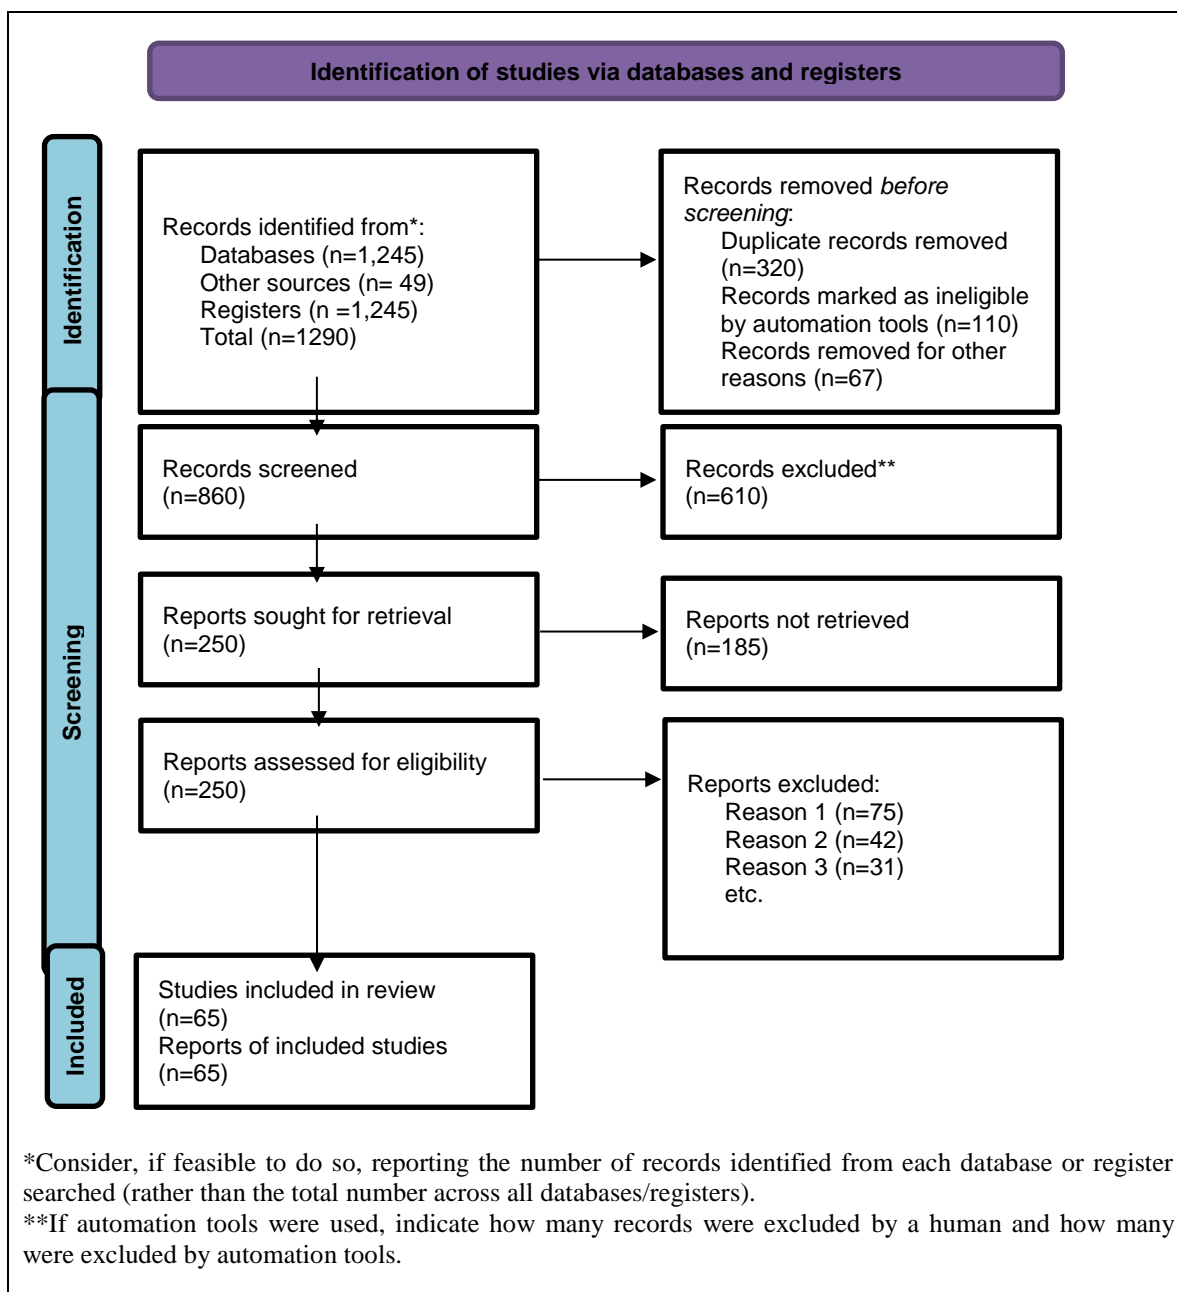 Identification of studies via databases and registers
Identification
Records identified from*:
Databases (n=1,245)
Other sources (n= 49)
Registers (n =1,245)
Total (n=1290)
Records removed before
screening:
Duplicate records removed
(n=320)
Records marked as ineligible
by automation tools (n=110)
Records removed for other
reasons (n=67)
Screening
Records screened
(n=860)
Records excluded**
(n=610)
Reports sought for retrieval
(n=250)
Reports not retrieved
(n=185)
Reports assessed for eligibility
(n=250)
Reports excluded:
Reason 1 (n=75)
Reason 2 (n=42)
Reason 3 (n=31)
etc.
Included
Studies included in review
(n=65)
Reports of included studies
(n=65)
*Consider, if feasible to do so, reporting the number of records identified from each database or register
searched (rather than the total number across all databases/registers).
**If automation tools were used, indicate how many records were excluded by a human and how many
were excluded by automation tools.